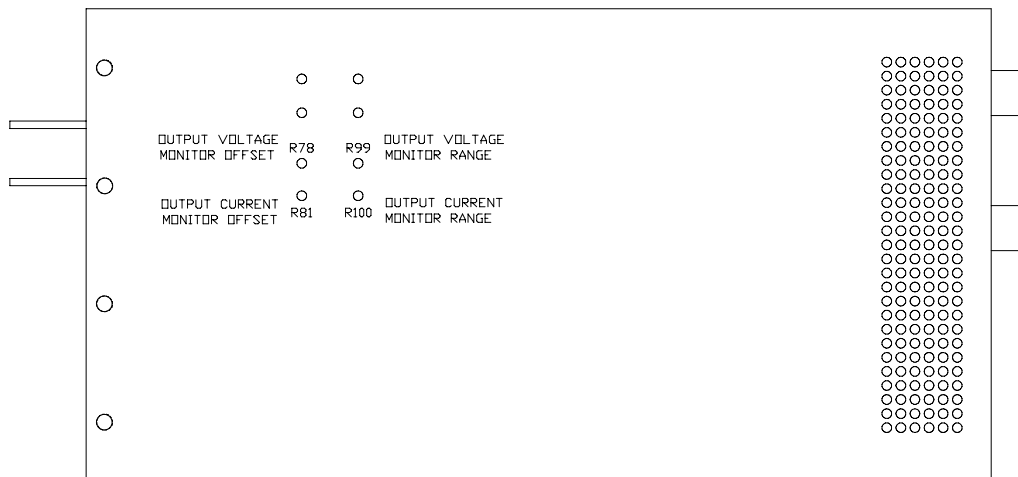 OUTPUT VOLTAGE
MONITOR OFFSET
R78
R99
OUTPUT VOLTAGE
MONITOR RANGE
OUTPUT CURRENT
MONITOR OFFSET
R81
R100
OUTPUT CURRENT
MONITOR RANGE